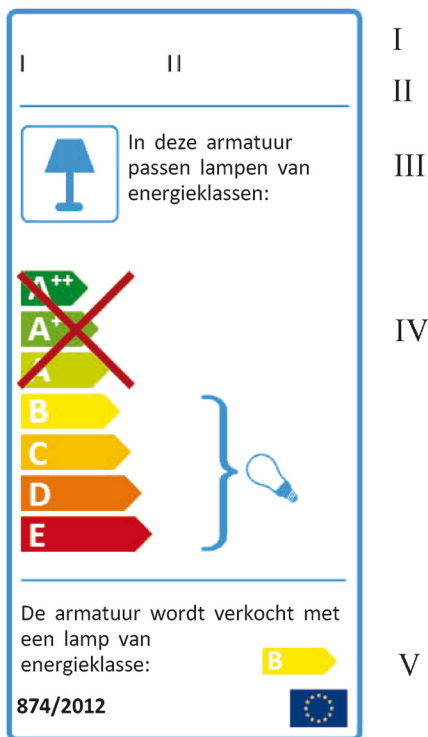 I II
I
II
In deze armatuur
passen lampen van
energieklassen:
III
A++
A+
A
IV
B
C
D
E
De armatuur wordt verkocht met
een lamp van
energieklasse:
B
V
874/2012